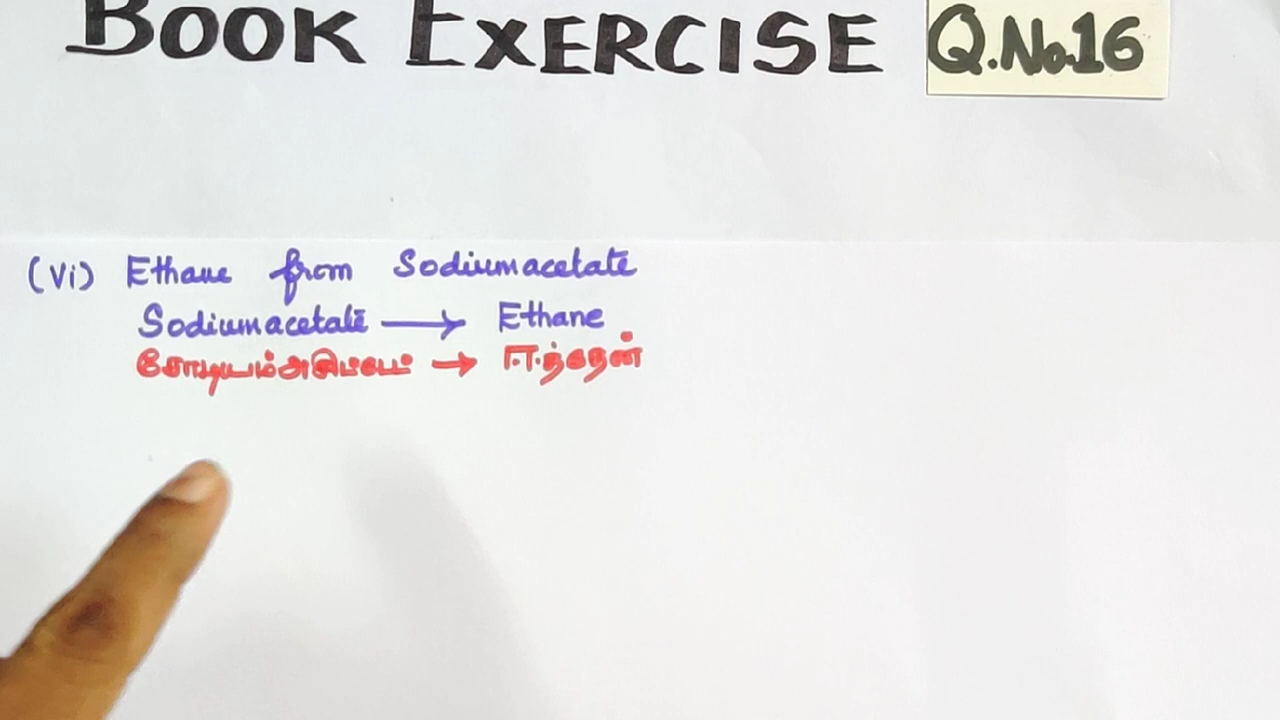 BOOK EXERCISE Q.No.16
(Vi) Ethane from Sodiumacetate
Sodiumacetate → Ethane
சோடியம்அசிட்டேட் → ஈத்தேன்